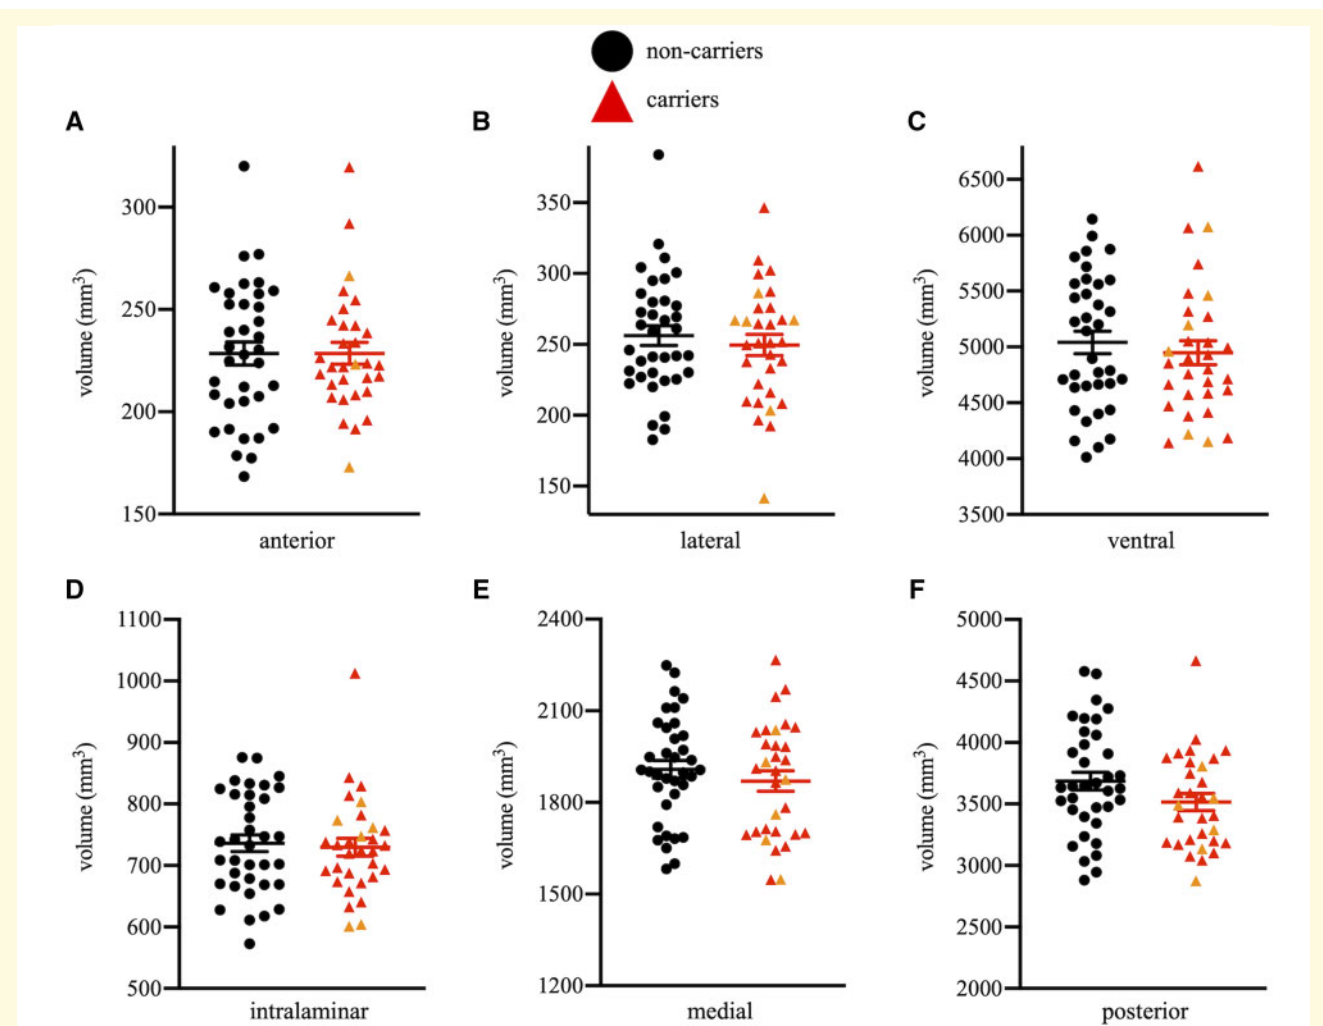 non-carriers
carriers
A
B
C
volume (mm³)
300
250
200
150
anterior
volume (mm³)
350
300
250
200
150
lateral
volume (mm³)
6500
6000
5500
5000
4500
4000
3500
ventral
D
E
F
volume (mm³)
1100
1000
900
800
700
600
500
intralaminar
volume (mm³)
2400
2100
1800
1500
1200
medial
volume (mm³)
5000
4500
4000
3500
3000
2500
2000
posterior